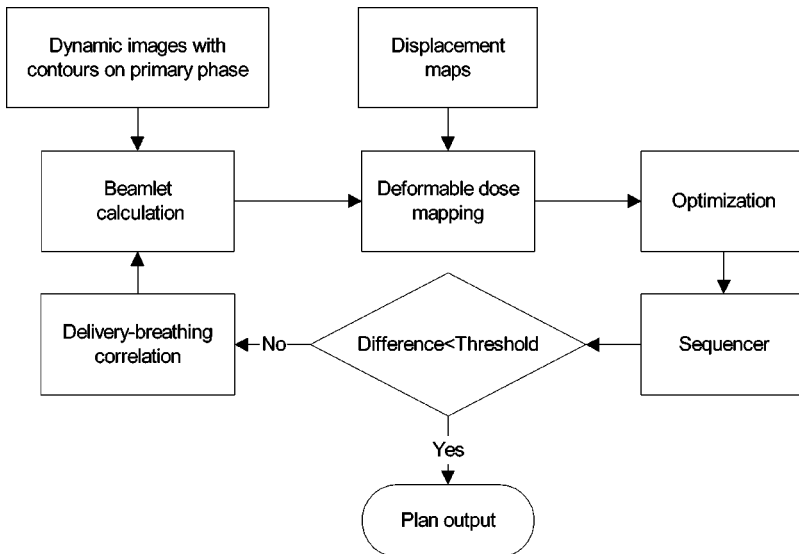 Dynamic images with
contours on primary phase
Displacement
maps
Beamlet
calculation
Deformable dose
mapping
Optimization
Delivery-breathing
correlation
No
Difference<Threshold
Sequencer
Yes
Plan output